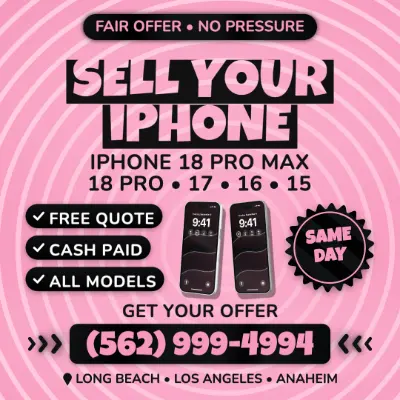 FAIR OFFER • NO PRESSURE
SELL YOUR
IPHONE
IPHONE 18 PRO MAX
18 PRO • 17 • 16 • 15
FREE QUOTE
CASH PAID
ALL MODELS
9:41
9:41
SAME
DAY
GET YOUR OFFER
(562) 999-4994
LONG BEACH • LOS ANGELES • ANAHEIM